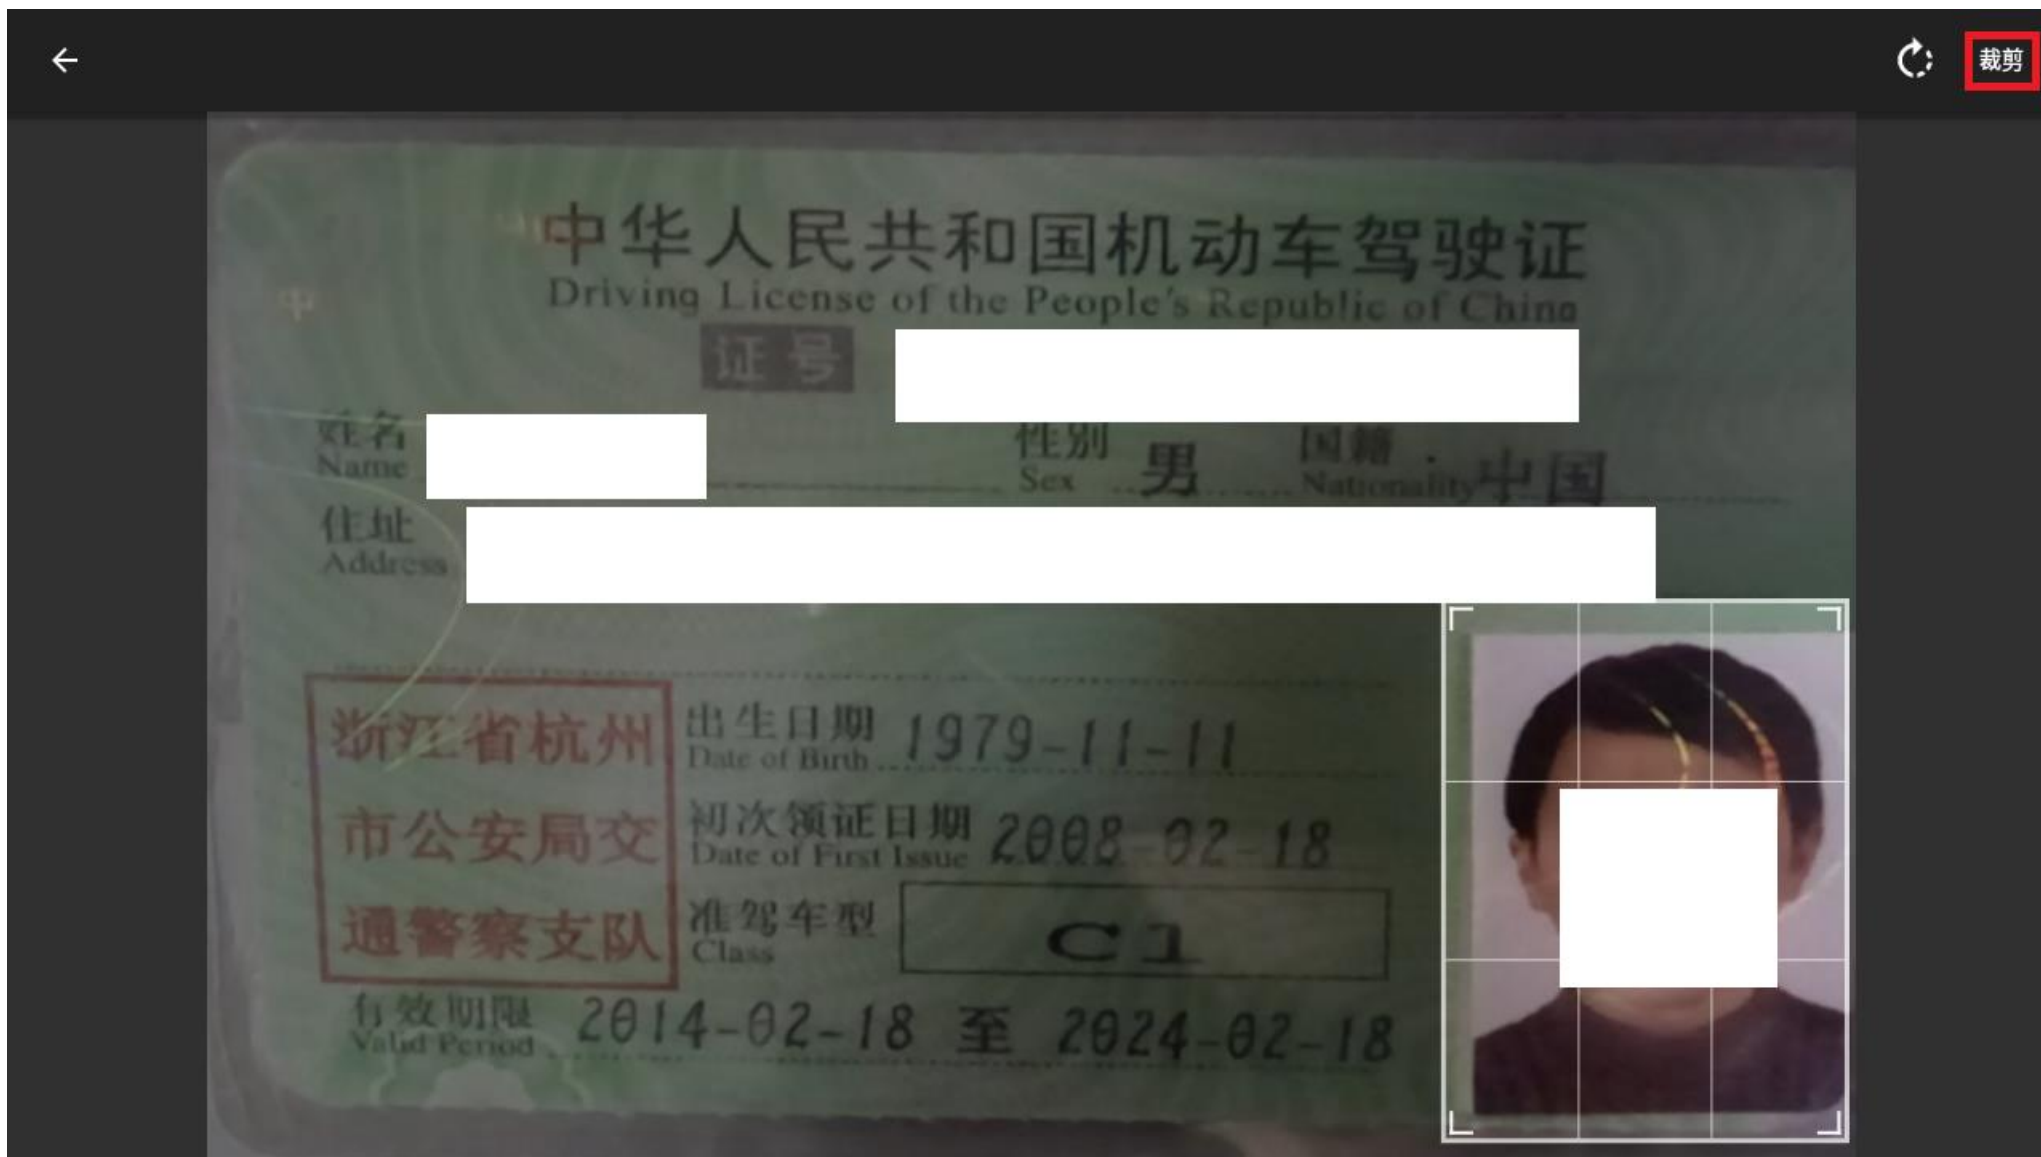 裁剪
中华人民共和国机动车驾驶证
Driving License of the People's Republic of China
证号
姓名
Name
性别
Sex
男
国籍
Nationality
中国
住址
Address
浙江省杭州
市公安局交
通警察支队
出生日期
Date of Birth
1979-11-11
初次领证日期
Date of First Issue
2008-02-18
准驾车型
Class
C1
有效期限
Valid Period
2014-02-18 至 2024-02-18
中